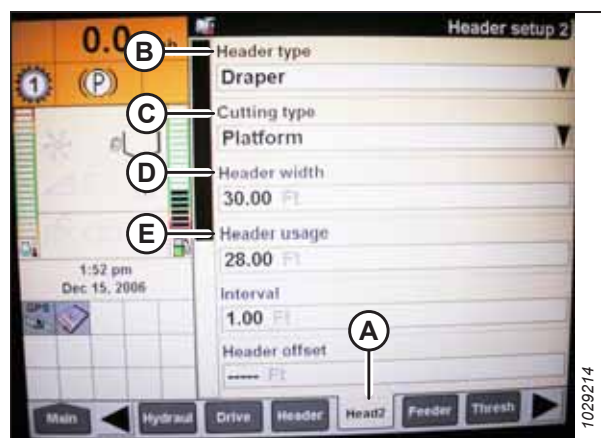 0.0
Header setup 2
B
Header type
1
(P)
Draper
C
Cutting type
Platform
D
Header width
30.00 Ft
E
Header usage
28.00 Ft
1:52 pm
Dec 15, 2006
Interval
1.00 Ft
GPS
A
Header offset
----- Ft
Main
Hydraul
Drive
Header
Head2
Feeder
Thresh
1029214